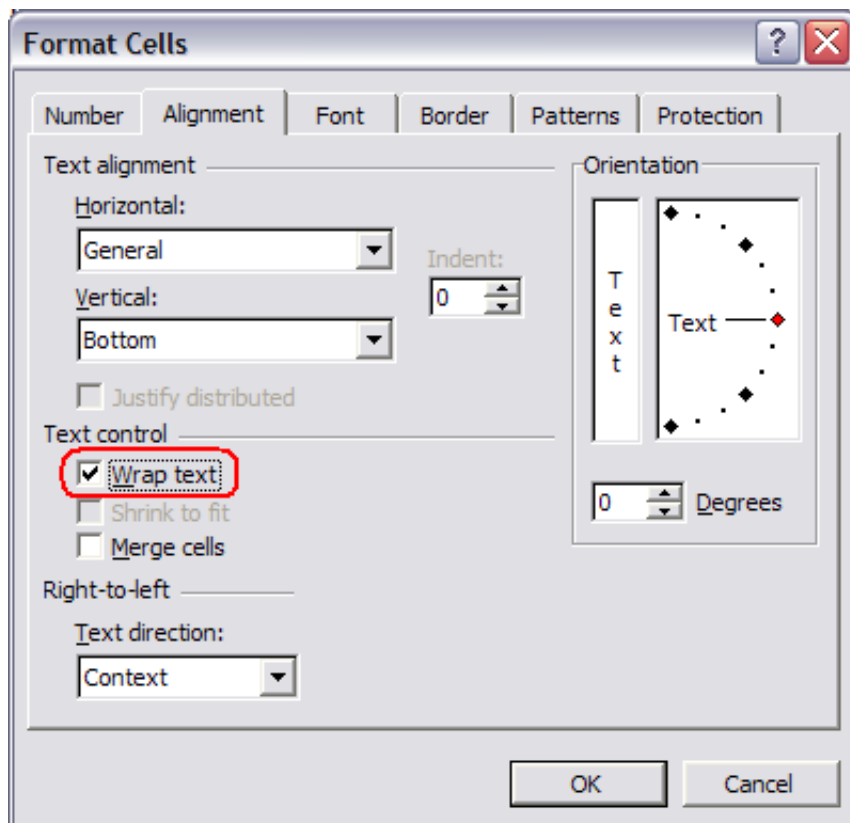 Format Cells
Number Alignment Font Border Patterns Protection
Text alignment
Horizontal:
General
Indent:
0
Vertical:
Bottom
Justify distributed
Text control
Wrap text
Shrink to fit
Merge cells
Right-to-left
Text direction:
Context
Orientation
T
e
x
t
Text
0 Degrees
OK Cancel